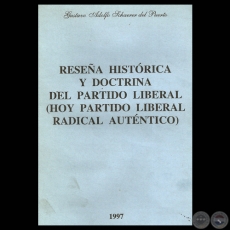 Gustavo Adolfo Schaerer del Puerto
RESEÑA HISTÓRICA
Y DOCTRINA
DEL PARTIDO LIBERAL
(HOY PARTIDO LIBERAL
RADICAL AUTÉNTICO)
1997